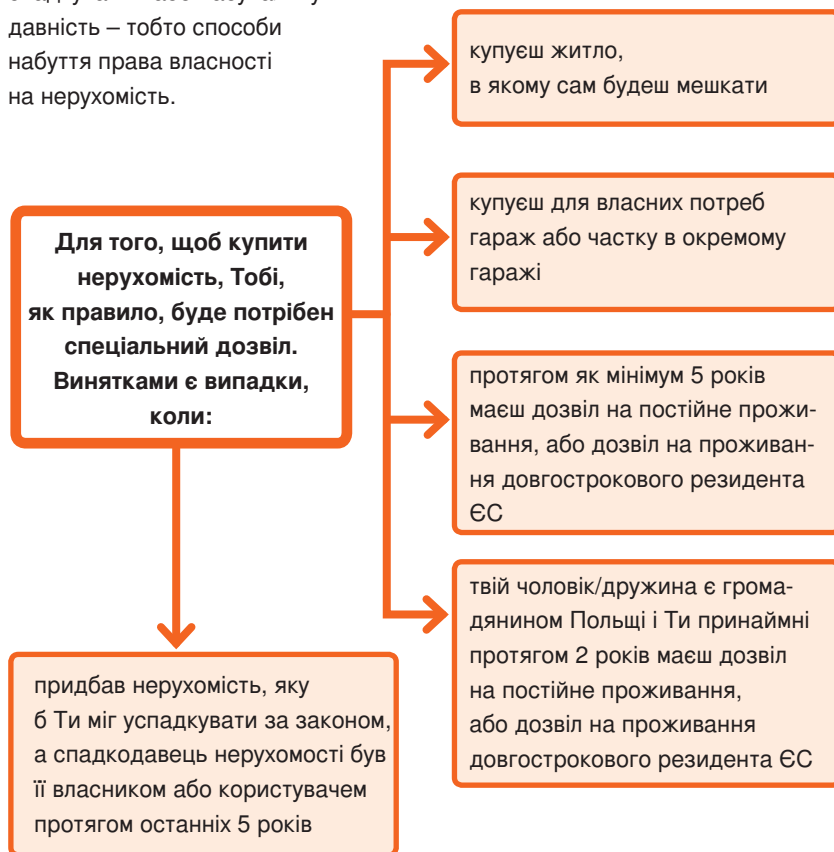 давність – тобто способи
набуття права власності
на нерухомість.
Для того, щоб купити
нерухомість, Тобі,
як правило, буде потрібен
спеціальний дозвіл.
Винятками є випадки,
коли:
купуєш житло,
в якому сам будеш мешкати
купуєш для власних потреб
гараж або частку в окремому
гаражі
протягом як мінімум 5 років
маєш дозвіл на постійне прожи-
вання, або дозвіл на проживан-
ня довгострокового резидента
ЄС
твій чоловік/дружина є грома-
дянином Польщі і Ти принаймні
протягом 2 років маєш дозвіл
на постійне проживання,
або дозвіл на проживання
довгострокового резидента ЄС
придбав нерухомість, яку
б Ти міг успадкувати за законом,
а спадкодавець нерухомості був
її власником або користувачем
протягом останніх 5 років